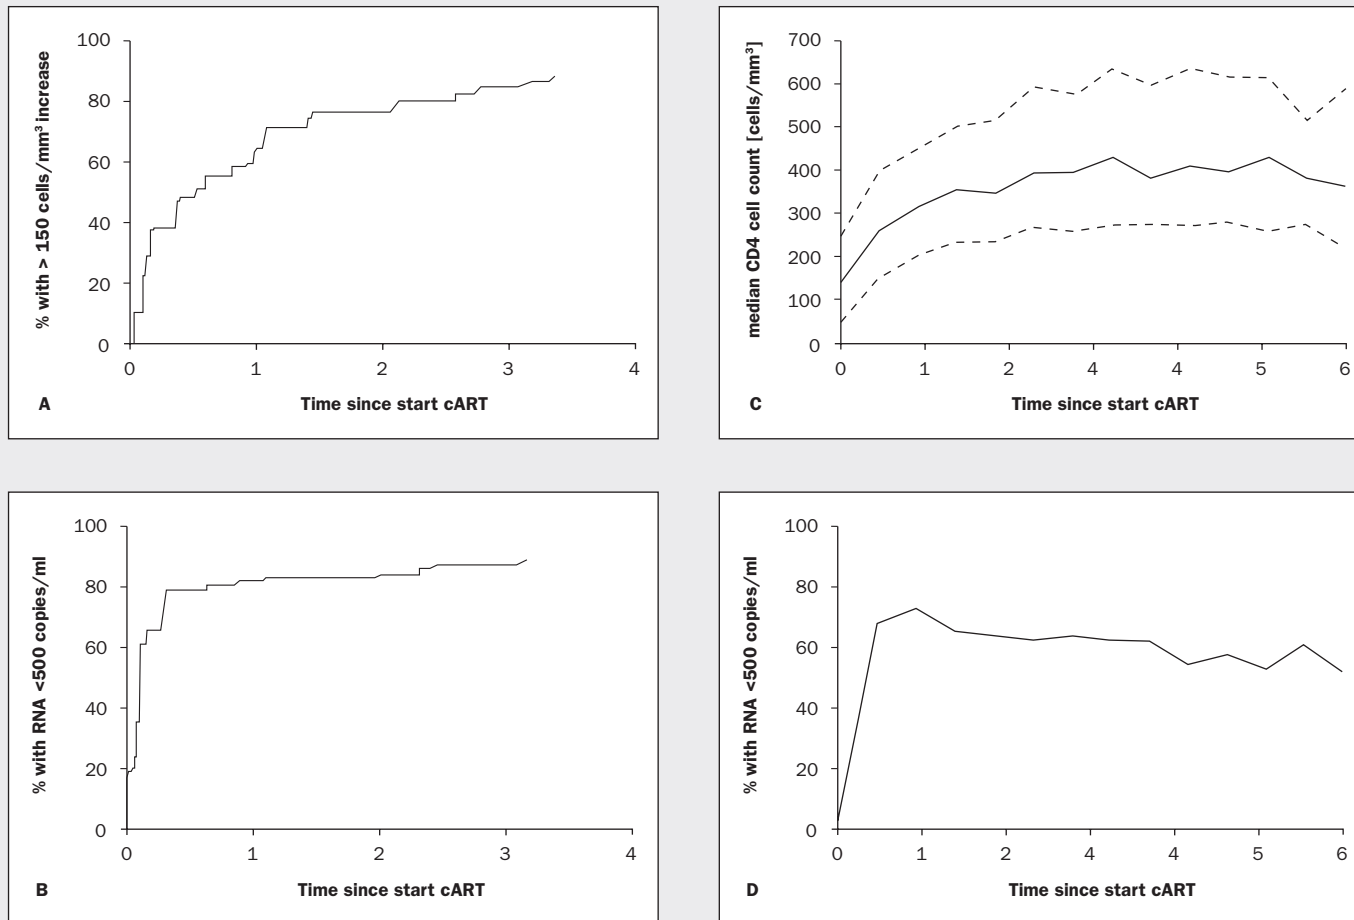 % with > 150 cells/mm³ increase
100
80
60
40
20
0
0 1 2 3 4
A Time since start cART
median CD4 cell count [cells/mm³]
700
600
500
400
300
200
100
0
0 1 2 4 4 5 6
C Time since start cART
% with RNA <500 copies/ml
100
80
60
40
20
0
0 1 2 3 4
B Time since start cART
% with RNA <500 copies/ml
100
80
60
40
20
0
0 1 2 4 4 5 6
D Time since start cART